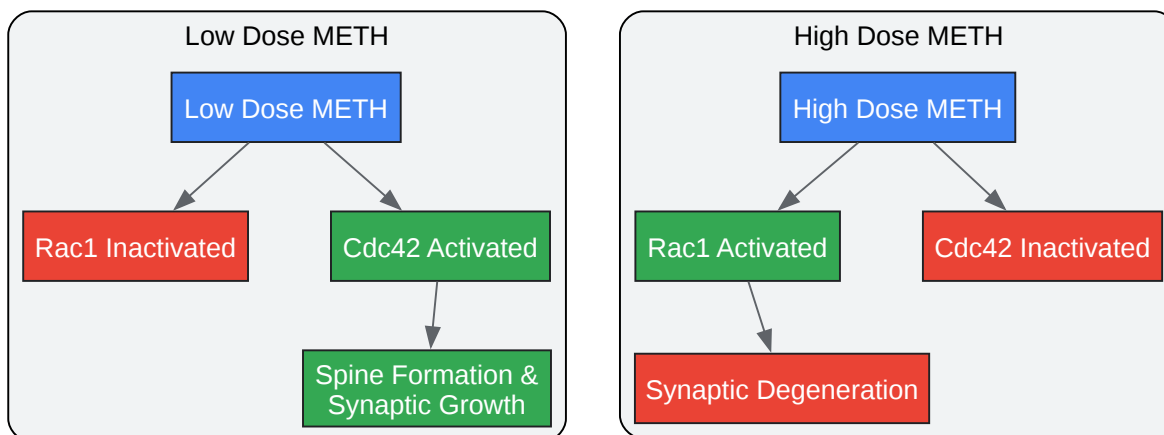 Low Dose METH
Low Dose METH
Rac1 Inactivated
Cdc42 Activated
Spine Formation &
Synaptic Growth
High Dose METH
High Dose METH
Rac1 Activated
Cdc42 Inactivated
Synaptic Degeneration